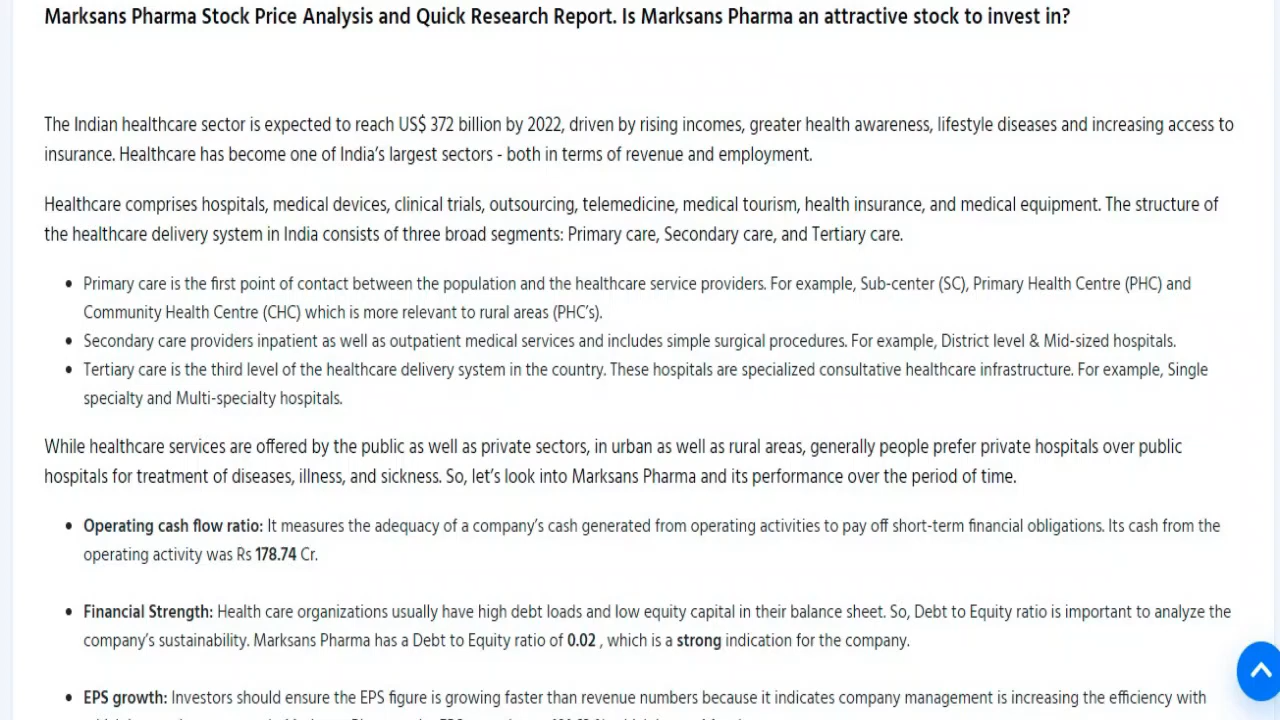 Marksans Pharma Stock Price Analysis and Quick Research Report. Is Marksans Pharma an attractive stock to invest in?
The Indian healthcare sector is expected to reach US$ 372 billion by 2022, driven by rising incomes, greater health awareness, lifestyle diseases and increasing access to
insurance. Healthcare has become one of India's largest sectors - both in terms of revenue and employment.
Healthcare comprises hospitals, medical devices, clinical trials, outsourcing, telemedicine, medical tourism, health insurance, and medical equipment. The structure of
the healthcare delivery system in India consists of three broad segments: Primary care, Secondary care, and Tertiary care.
• Primary care is the first point of contact between the population and the healthcare service providers. For example, Sub-center (SC), Primary Health Centre (PHC) and
Community Health Centre (CHC) which is more relevant to rural areas (PHC's).
• Secondary care providers inpatient as well as outpatient medical services and includes simple surgical procedures. For example, District level & Mid-sized hospitals.
• Tertiary care is the third level of the healthcare delivery system in the country. These hospitals are specialized consultative healthcare infrastructure. For example, Single
specialty and Multi-specialty hospitals.
While healthcare services are offered by the public as well as private sectors, in urban as well as rural areas, generally people prefer private hospitals over public
hospitals for treatment of diseases, illness, and sickness. So, let's look into Marksans Pharma and its performance over the period of time.
• Operating cash flow ratio: It measures the adequacy of a company's cash generated from operating activities to pay off short-term financial obligations. Its cash from the
operating activity was Rs 178.74 Cr.
• Financial Strength: Health care organizations usually have high debt loads and low equity capital in their balance sheet. So, Debt to Equity ratio is important to analyze the
company's sustainability. Marksans Pharma has a Debt to Equity ratio of 0.02 , which is a strong indication for the company.
• EPS growth: Investors should ensure the EPS figure is growing faster than revenue numbers because it indicates company management is increasing the efficiency with